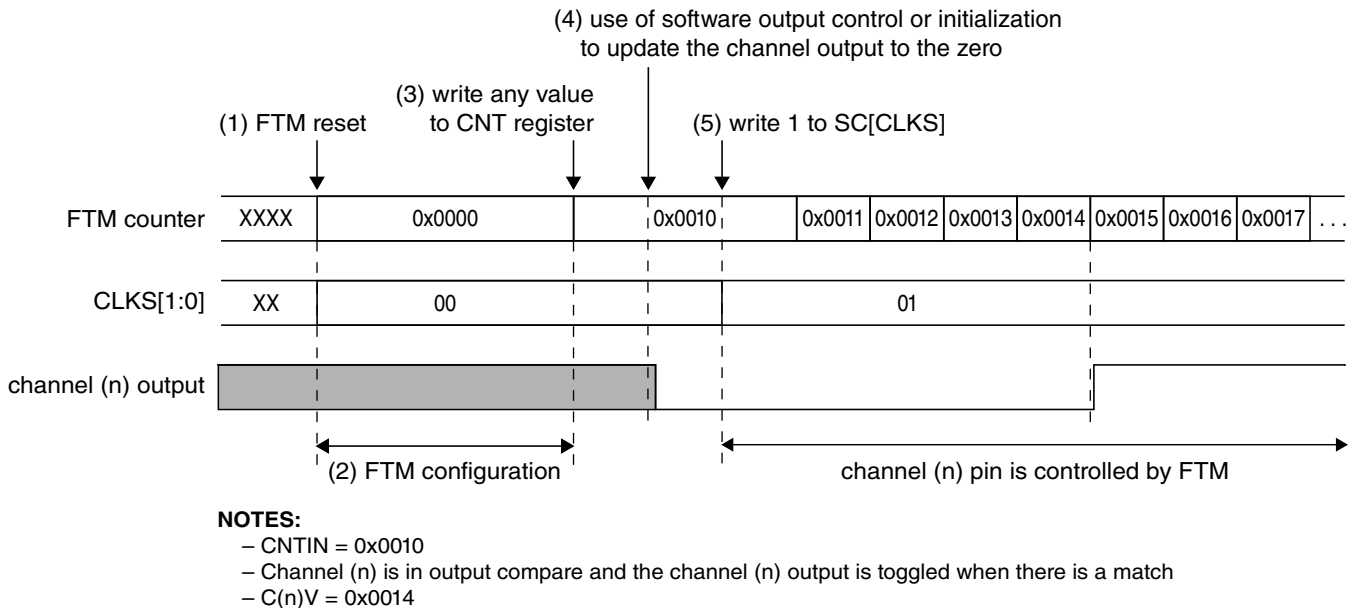 (4) use of software output control or initialization
to update the channel output to the zero
(3) write any value
to CNT register
(1) FTM reset
(5) write 1 to SC[CLKS]
FTM counter XXXX 0x0000 0x0010 0x0011 0x0012 0x0013 0x0014 0x0015 0x0016 0x0017 . . .
CLKS[1:0] XX 00 01
channel (n) output
(2) FTM configuration
channel (n) pin is controlled by FTM
NOTES:
– CNTIN = 0x0010
– Channel (n) is in output compare and the channel (n) output is toggled when there is a match
– C(n)V = 0x0014